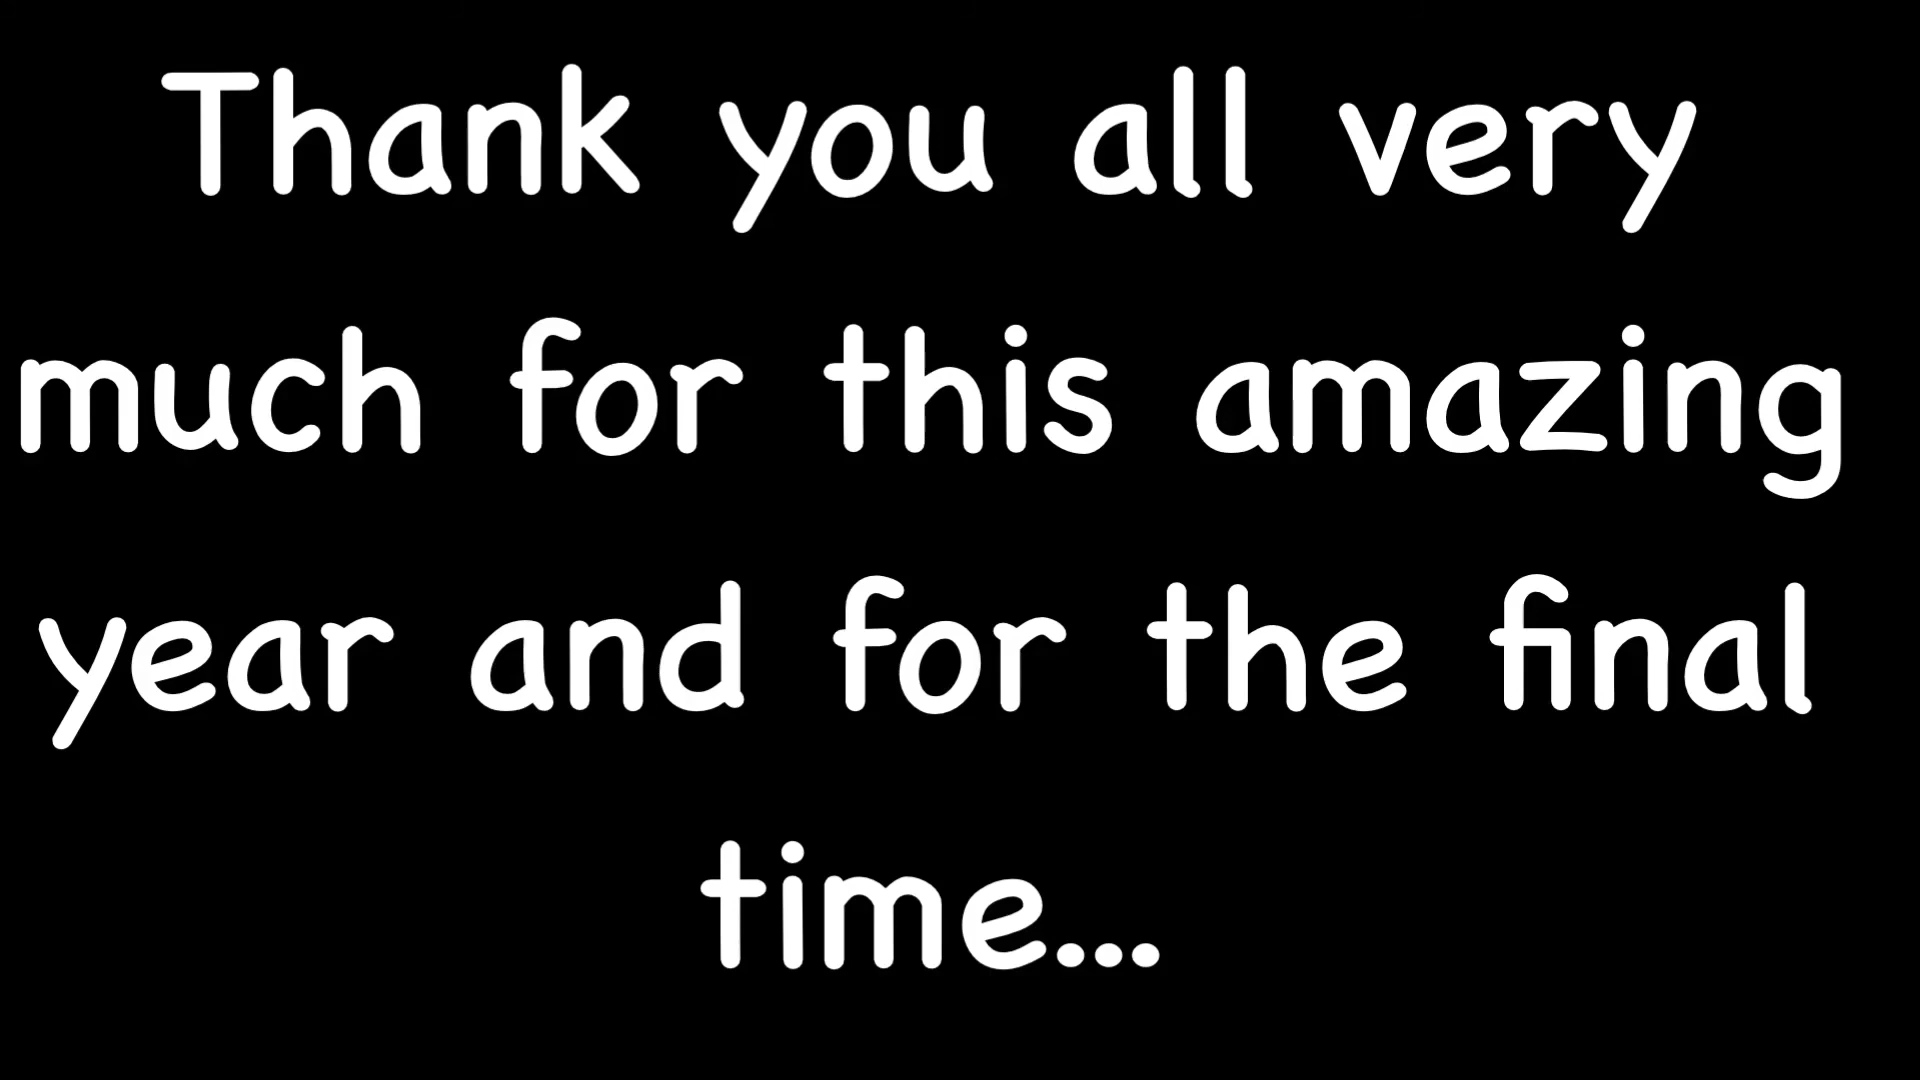 Thank you all very
much for this amazing
year and for the final
time...